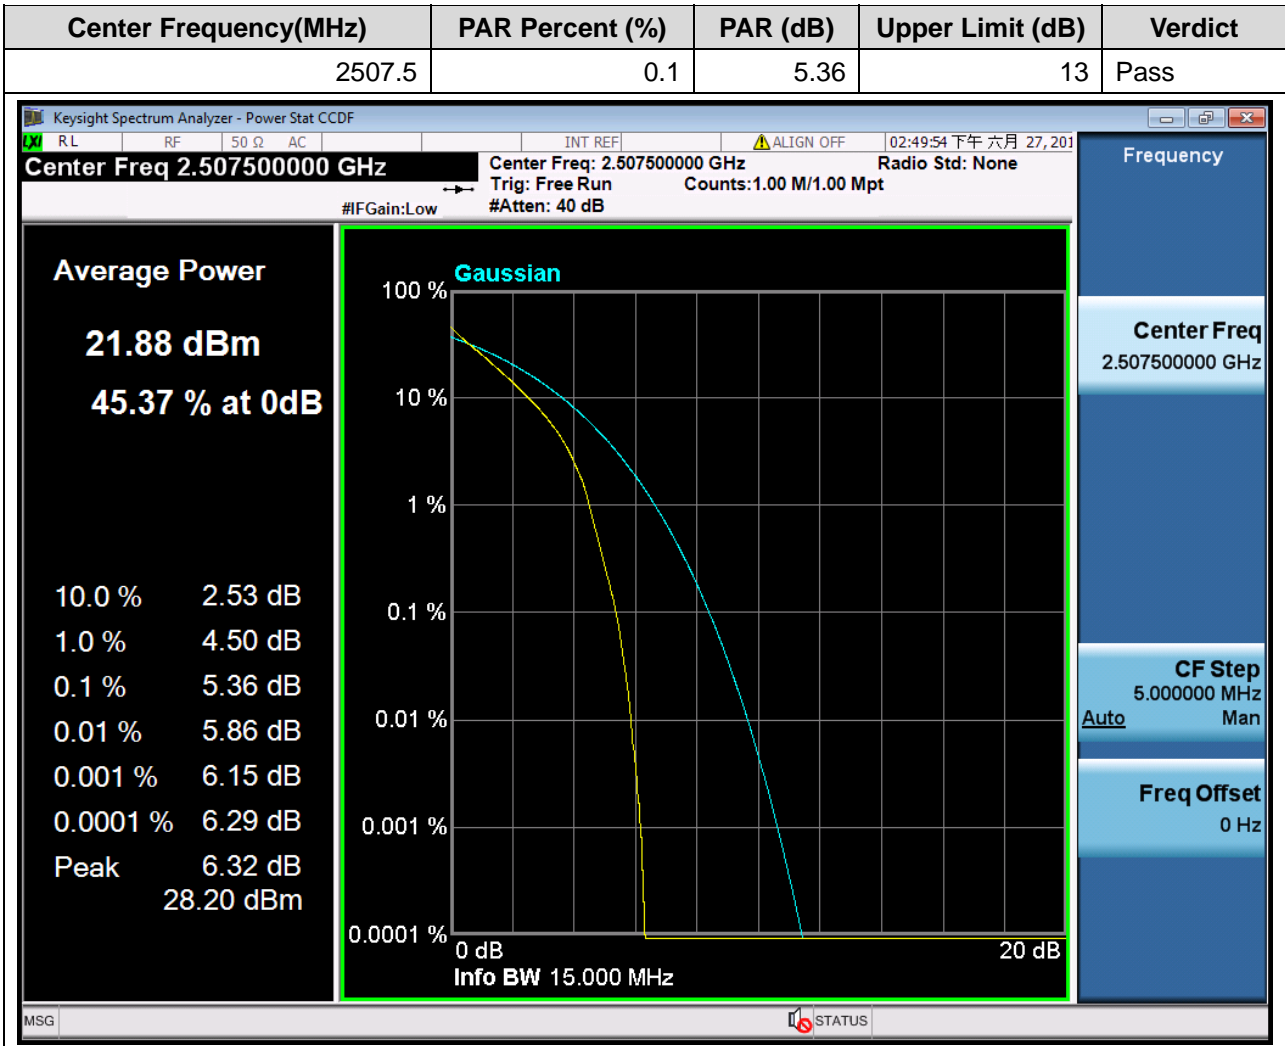 Center Frequency(MHz) PAR Percent (%) PAR (dB) Upper Limit (dB) Verdict
2507.5 0.1 5.36 13 Pass
Keysight Spectrum Analyzer - Power Stat CCDF
LXI RL RF 50 Ω AC INT REF ALIGN OFF 02:49:54 下午 六月 27, 201
Center Freq 2.507500000 GHz
Center Freq: 2.507500000 GHz Radio Std: None
Trig: Free Run Counts:1.00 M/1.00 Mpt
#IFGain:Low #Atten: 40 dB
Frequency
Average Power
21.88 dBm
45.37 % at 0dB
10.0 % 2.53 dB
1.0 % 4.50 dB
0.1 % 5.36 dB
0.01 % 5.86 dB
0.001 % 6.15 dB
0.0001 % 6.29 dB
Peak 6.32 dB
28.20 dBm
Gaussian
100 %
10 %
1 %
0.1 %
0.01 %
0.001 %
0.0001 %
0 dB 20 dB
Info BW 15.000 MHz
Center Freq
2.507500000 GHz
CF Step
5.000000 MHz
Auto Man
Freq Offset
0 Hz
MSG STATUS